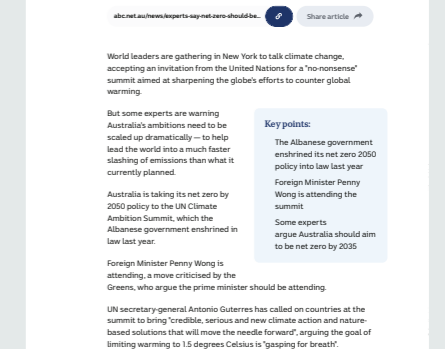 abc.net.au/news/experts-say-net-zero-should-be..
Share article
World leaders are gathering in New York to talk climate change,
accepting an invitation from the United Nations for a "no-nonsense"
summit aimed at sharpening the globe's efforts to counter global
warming.
But some experts are warning
Australia's ambitions need to be
scaled up dramatically — to help
lead the world into a much faster
slashing of emissions than what it
currently planned.
Australia is taking its net zero by
2050 policy to the UN Climate
Ambition Summit, which the
Albanese government enshrined in
law last year.
Foreign Minister Penny Wong is
attending, a move criticised by the
Greens, who argue the prime minister should be attending.
Key points:
The Albanese government
enshrined its net zero 2050
policy into law last year
Foreign Minister Penny
Wong is attending the
summit
Some experts
argue Australia should aim
to be net zero by 2035
UN secretary-general Antonio Guterres has called on countries at the
summit to bring "credible, serious and new climate action and nature-
based solutions that will move the needle forward", arguing the goal of
limiting warming to 1.5 degrees Celsius is "gasping for breath".